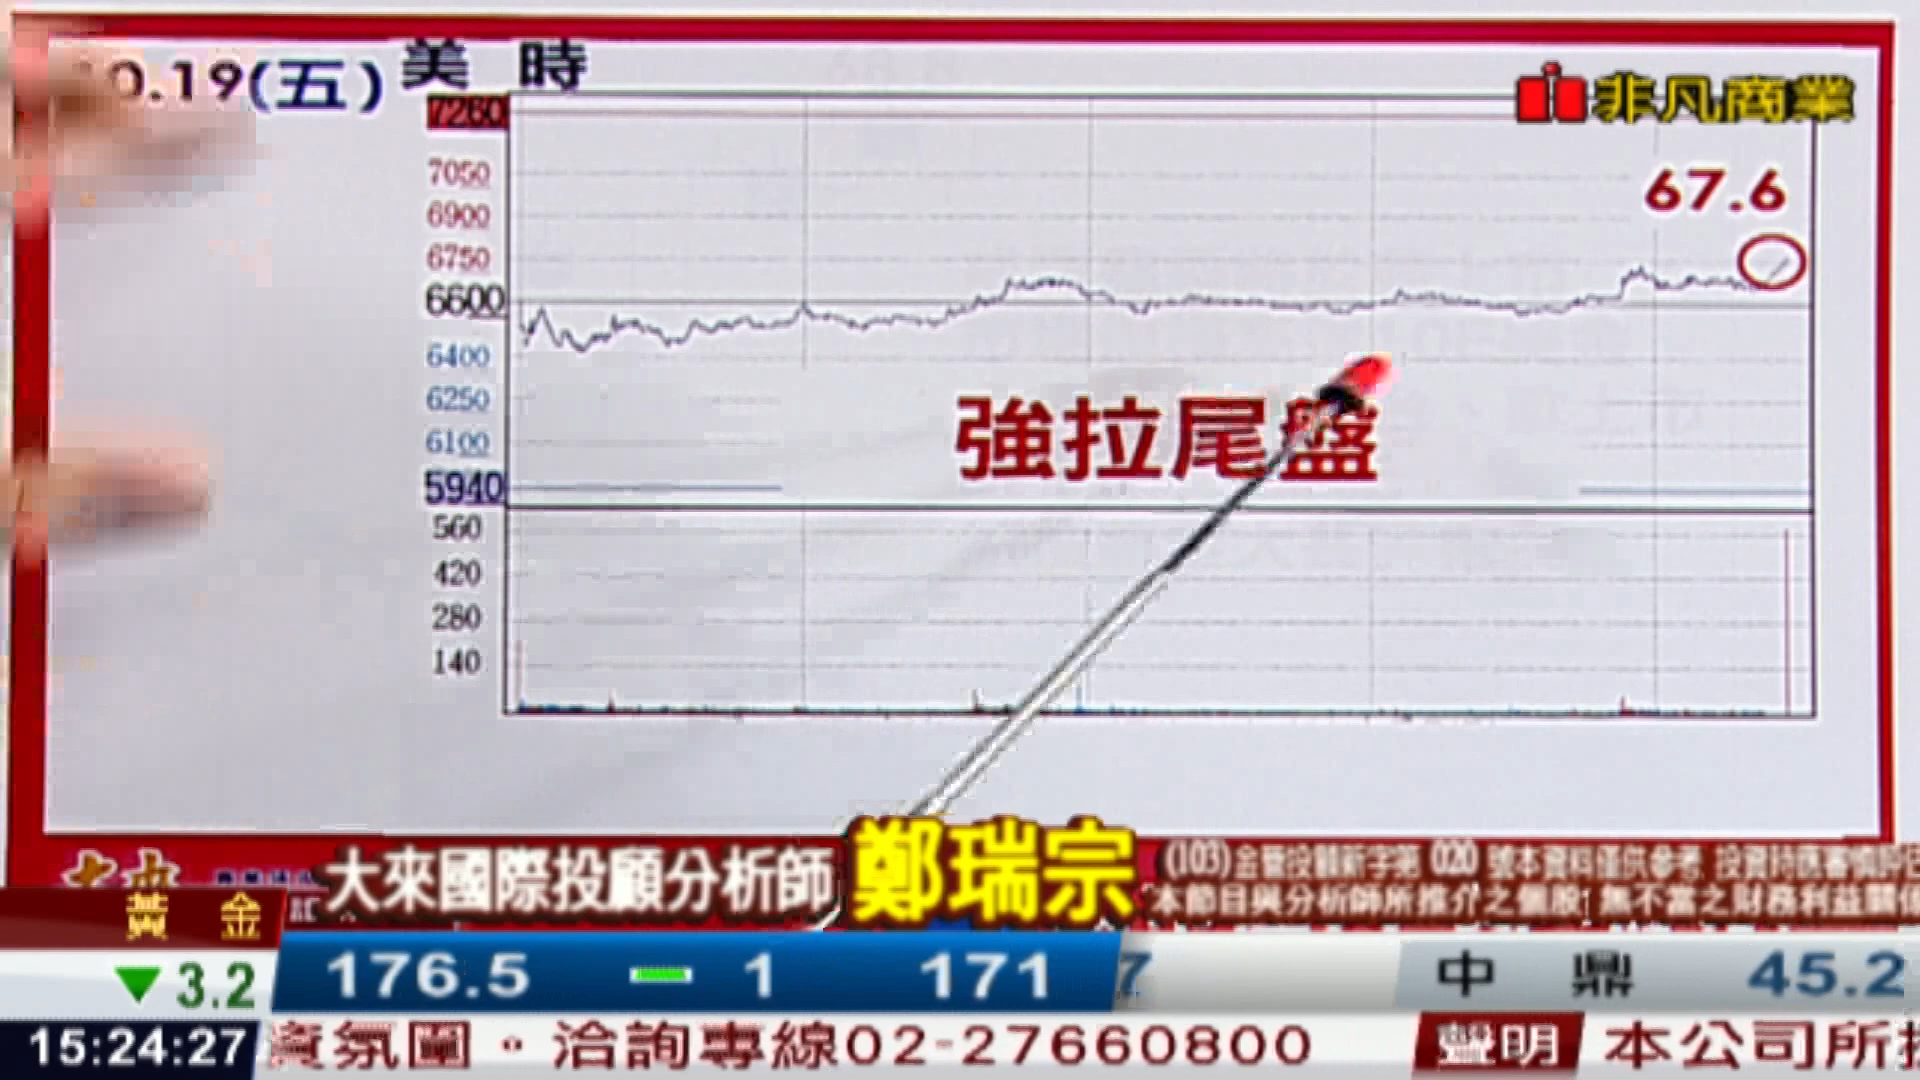 0.19(五) 美時
非凡商業
7260
7050
67.6
6900
6750
6600
6400
6250
強拉尾盤
6100
5940
560
420
280
140
大來國際投顧分析師 鄭瑞宗
(103)金管投顧新字第 020 號本資料僅供參考, 投資時應審慎評估
本節目與分析師所推介之個股 無不當之財務利益關係
黃金
▼3.2 176.5 1 171 7 中鼎 45.2
15:24:27 資氛圍・洽詢專線02-27660800 聲明 本公司所